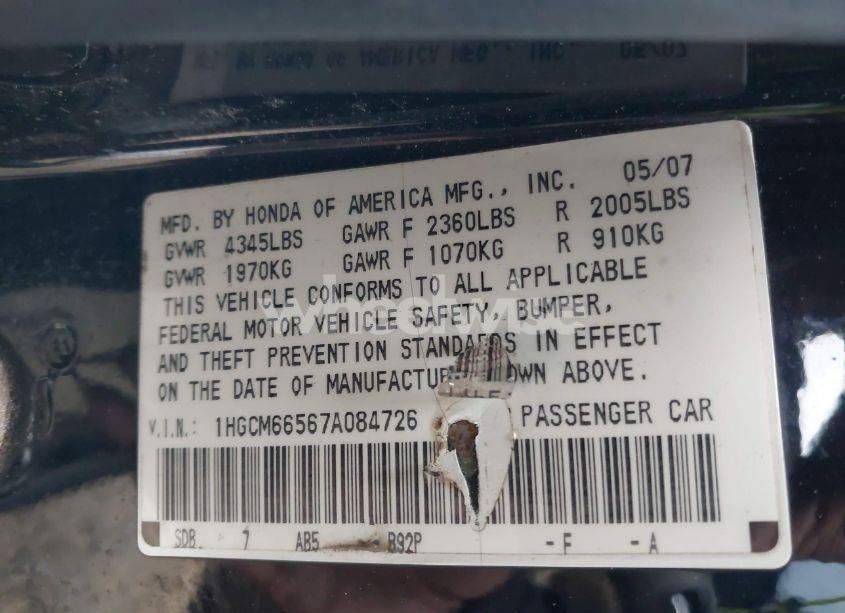 MFD. BY HONDA OF AMERICA MFG., INC. 05/07
GVWR 4345LBS GAWR F 2360LBS R 2005LBS
GVWR 1970KG GAWR F 1070KG R 910KG
THIS VEHICLE CONFORMS TO ALL APPLICABLE
FEDERAL MOTOR VEHICLE SAFETY, BUMPER,
AND THEFT PREVENTION STANDARDS IN EFFECT
ON THE DATE OF MANUFACTURE OWN ABOVE.
V.I.N.: 1HGCM66567A084726 PASSENGER CAR
SDB 7 AB5 B92P -F -A
wheelwise